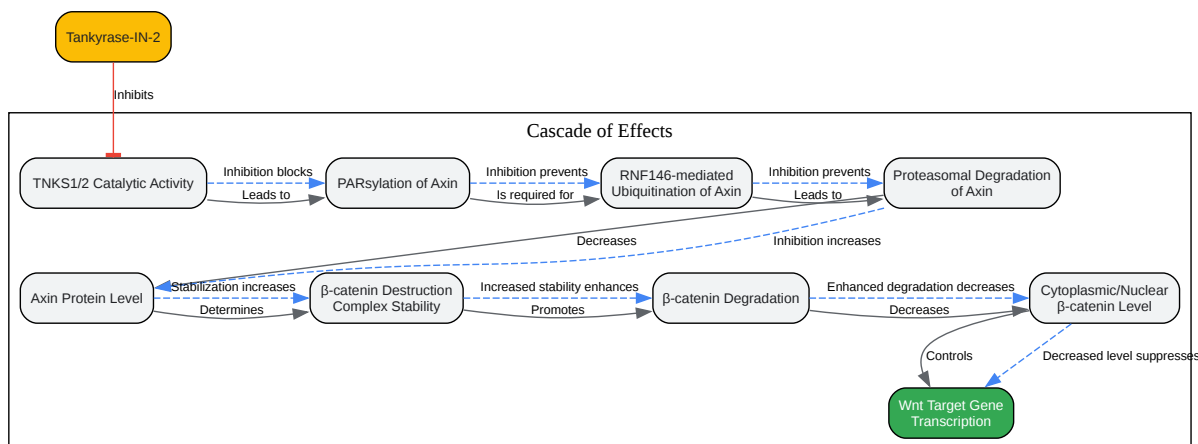 Tankyrase-IN-2
Inhibits
Cascade of Effects
TNKS1/2 Catalytic Activity
Inhibition blocks
Leads to
PARsylation of Axin
Inhibition prevents
Is required for
RNF146-mediated
Ubiquitination of Axin
Inhibition prevents
Leads to
Proteasomal Degradation
of Axin
Decreases
Inhibition increases
Axin Protein Level
Stabilization increases
Determines
β-catenin Destruction
Complex Stability
Increased stability enhances
Promotes
β-catenin Degradation
Enhanced degradation decreases
Decreases
Cytoplasmic/Nuclear
β-catenin Level
Controls
Decreased level suppresses
Wnt Target Gene
Transcription